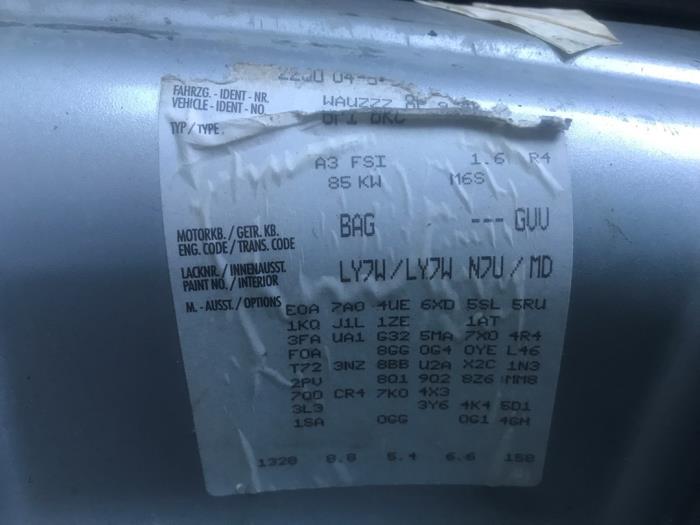 FAHRZG. - IDENT - NR.
VEHICLE - IDENT - NO
WAUZZZ
TYP / TYPE
A3 FSI 1.6 R4
85 KW M6S
MOTORKB. / GETR. KB.
ENG. CODE / TRANS. CODE
BAG --- GVV
LACKNR. / INNENAUSST.
PAINT NO. / INTERIOR
LY7W/LY7W N7U / MD
M. - AUSST. / OPTIONS
E0A 7A0 4UE 6XD 5SL 5RU
1KQ J1L 1ZE 1AT
3FA UA1 G32 5MA 7X0 4R4
F0A 8GG 0G4 0YE L46
T72 3NZ 8BB U2A X2C 1N3
2PV 8Q1 9Q2 8Z6 MM8
7QD CR4 7K0 4X3
3L3 3Y6 4K4 5D1
1SA 0GG 0G1 4GH
1320 8.8 5.4 6.6 158